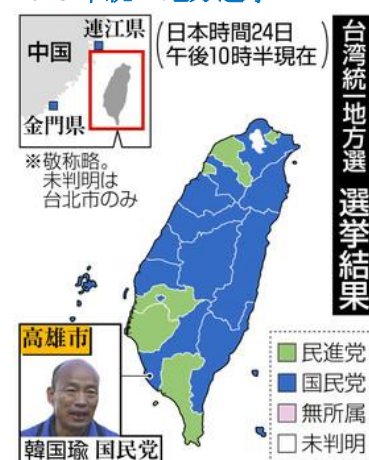 連江県
中国
金門県
(日本時間24日
午後10時半現在)
※敬称略。
未判明は
台北市のみ
台湾統一地方選 選挙結果
高雄市
韓国瑜 国民党
民進党
国民党
無所属
未判明